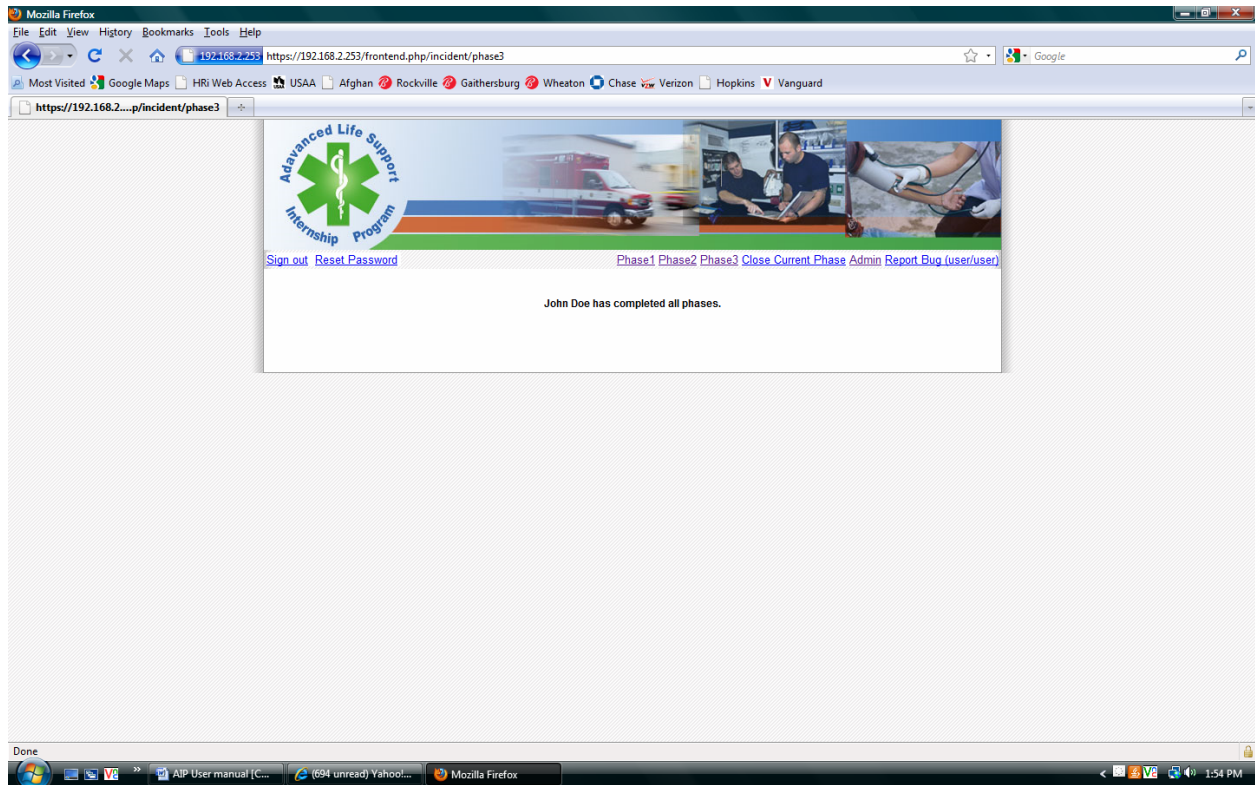 Mozilla Firefox
File Edit View History Bookmarks Tools Help
192.168.2.253 https://192.168.2.253/frontend.php/incident/phase3
Google
Most Visited Google Maps HRi Web Access USAA Afghan Rockville Gaithersburg Wheaton Chase Verizon Hopkins V Vanguard
https://192.168.2....p/incident/phase3
Adavanced Life Support
Internship Program
Sign out Reset Password Phase1 Phase2 Phase3 Close Current Phase Admin Report Bug (user/user)
John Doe has completed all phases.
Done
AIP User manual [C... (694 unread) Yahoo!... Mozilla Firefox 1:54 PM